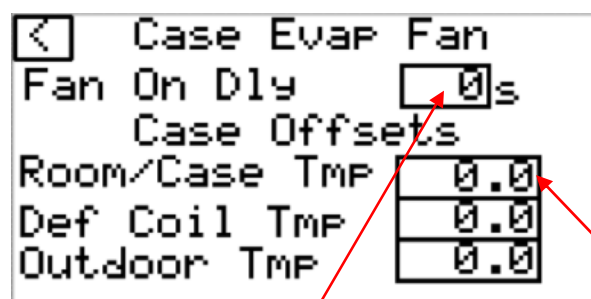 < Case Evap Fan
Fan On Dly 0s
Case Offsets
Room/Case Tmp 0.0
Def Coil Tmp 0.0
Outdoor Tmp 0.0